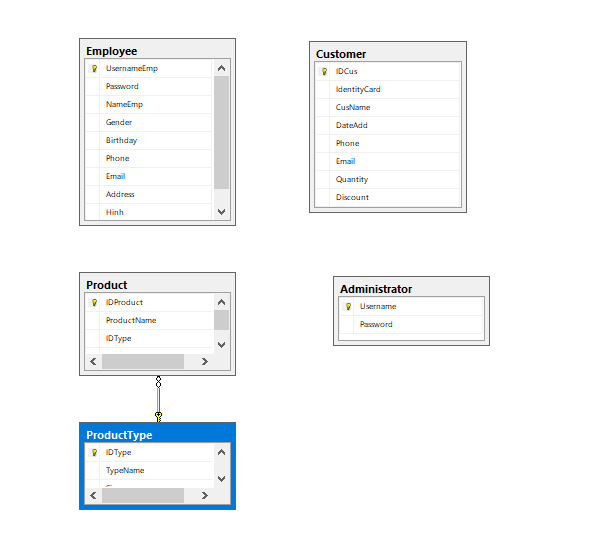 Employee
UsernameEmp
Password
NameEmp
Gender
Birthday
Phone
Email
Address
Hinh
Customer
IDCus
IdentityCard
CusName
DateAdd
Phone
Email
Quantity
Discount
Product
IDProduct
ProductName
IDType
Administrator
Username
Password
ProductType
IDType
TypeName